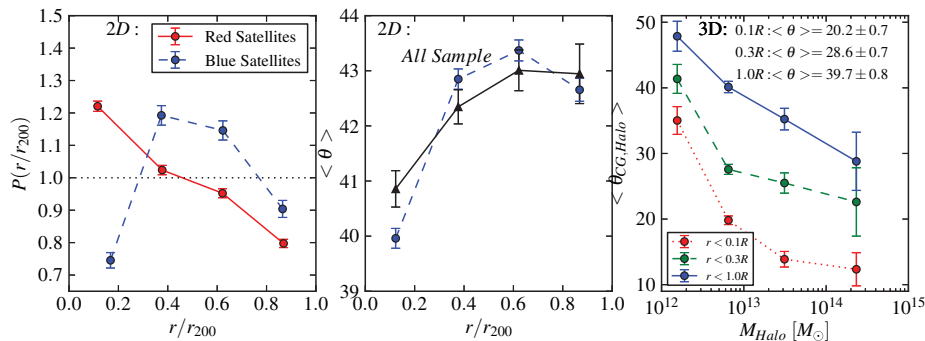 2D:
Red Satellites
Blue Satellites
P(r/r200)
1.3
1.2
1.1
1.0
0.9
0.8
0.7
0.0 0.2 0.4 0.6 0.8 1.0
r/r200
2D:
All Sample
< θ >
44
43
42
41
40
39
0.0 0.2 0.4 0.6 0.8 1.0
r/r200
3D:
0.1R :< θ >= 20.2 ± 0.7
0.3R :< θ >= 28.6 ± 0.7
1.0R :< θ >= 39.7 ± 0.8
< θCG,Halo >
50
40
30
20
10
r < 0.1R
r < 0.3R
r < 1.0R
10^12 10^13 10^14 10^15
MHalo [M⊙]